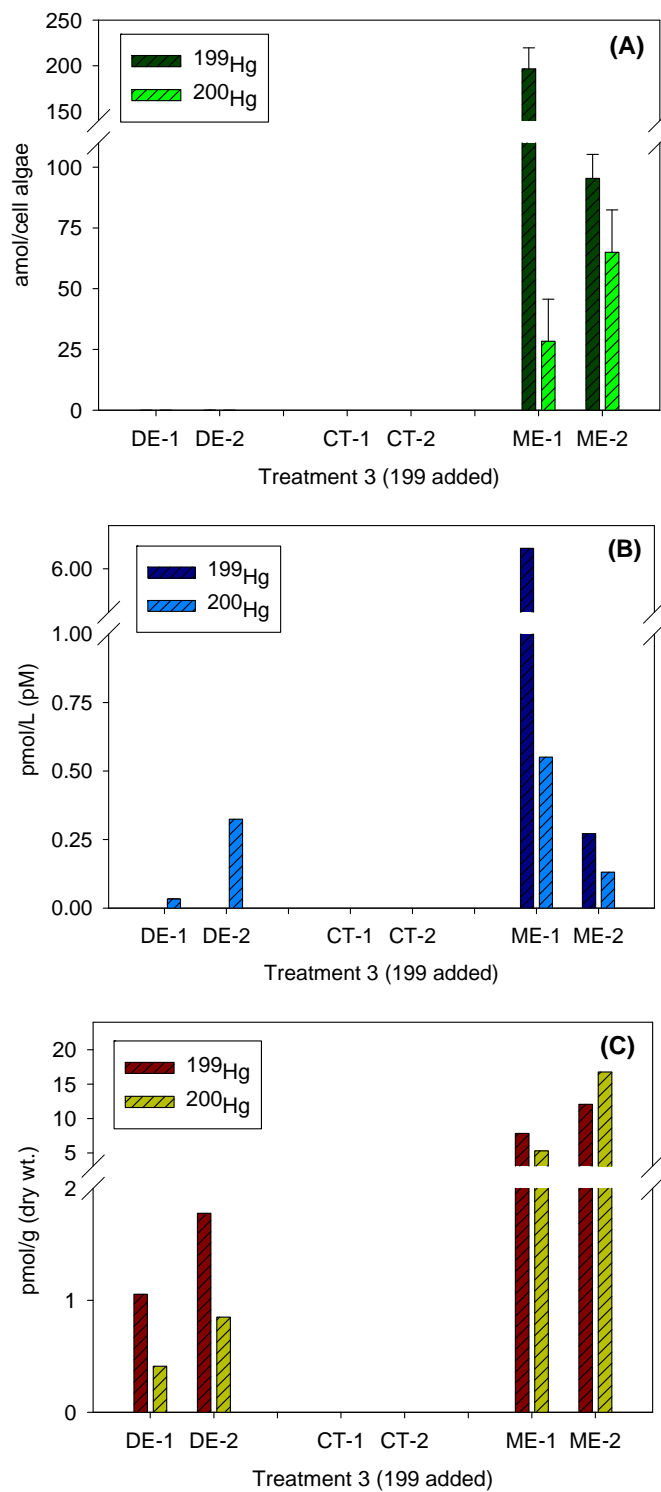 (A)
199Hg
200Hg
250
200
150
100
75
50
25
0
amol/cell algae
DE-1 DE-2 CT-1 CT-2 ME-1 ME-2
Treatment 3 (199 added)
(B)
199Hg
200Hg
6.00
1.00
0.75
0.50
0.25
0.00
pmol/L (pM)
DE-1 DE-2 CT-1 CT-2 ME-1 ME-2
Treatment 3 (199 added)
(C)
199Hg
200Hg
20
15
10
5
2
1
0
pmol/g (dry wt.)
DE-1 DE-2 CT-1 CT-2 ME-1 ME-2
Treatment 3 (199 added)